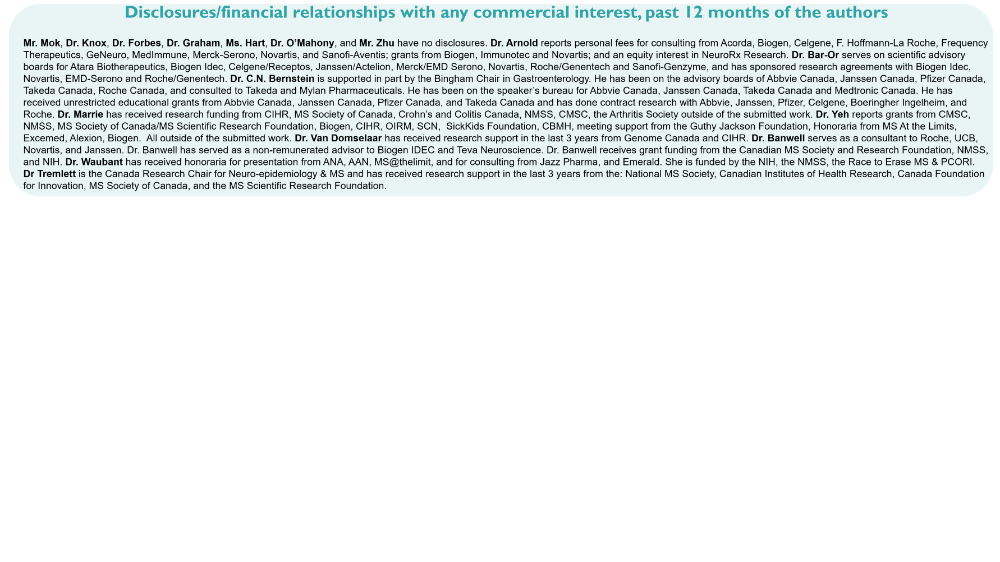 Disclosures/financial relationships with any commercial interest, past 12 months of the authors
Mr. Mok, Dr. Knox, Dr. Forbes, Dr. Graham, Ms. Hart, Dr. O’Mahony, and Mr. Zhu have no disclosures. Dr. Arnold reports personal fees for consulting from Acorda, Biogen, Celgene, F. Hoffmann-La Roche, Frequency
Therapeutics, GeNeuro, MedImmune, Merck-Serono, Novartis, and Sanofi-Aventis; grants from Biogen, Immunotec and Novartis; and an equity interest in NeuroRx Research. Dr. Bar-Or serves on scientific advisory
boards for Atara Biotherapeutics, Biogen Idec, Celgene/Receptos, Janssen/Actelion, Merck/EMD Serono, Novartis, Roche/Genentech and Sanofi-Genzyme, and has sponsored research agreements with Biogen Idec,
Novartis, EMD-Serono and Roche/Genentech. Dr. C.N. Bernstein is supported in part by the Bingham Chair in Gastroenterology. He has been on the advisory boards of Abbvie Canada, Janssen Canada, Pfizer Canada,
Takeda Canada, Roche Canada, and consulted to Takeda and Mylan Pharmaceuticals. He has been on the speaker’s bureau for Abbvie Canada, Janssen Canada, Takeda Canada and Medtronic Canada. He has
received unrestricted educational grants from Abbvie Canada, Janssen Canada, Pfizer Canada, and Takeda Canada and has done contract research with Abbvie, Janssen, Pfizer, Celgene, Boeringher Ingelheim, and
Roche. Dr. Marrie has received research funding from CIHR, MS Society of Canada, Crohn’s and Colitis Canada, NMSS, CMSC, the Arthritis Society outside of the submitted work. Dr. Yeh reports grants from CMSC,
NMSS, MS Society of Canada/MS Scientific Research Foundation, Biogen, CIHR, OIRM, SCN,  SickKids Foundation, CBMH, meeting support from the Guthy Jackson Foundation, Honoraria from MS At the Limits,
Excemed, Alexion, Biogen.  All outside of the submitted work. Dr. Van Domselaar has received research support in the last 3 years from Genome Canada and CIHR. Dr. Banwell serves as a consultant to Roche, UCB,
Novartis, and Janssen. Dr. Banwell has served as a non-remunerated advisor to Biogen IDEC and Teva Neuroscience. Dr. Banwell receives grant funding from the Canadian MS Society and Research Foundation, NMSS,
and NIH. Dr. Waubant has received honoraria for presentation from ANA, AAN, MS@thelimit, and for consulting from Jazz Pharma, and Emerald. She is funded by the NIH, the NMSS, the Race to Erase MS & PCORI.
Dr Tremlett is the Canada Research Chair for Neuro-epidemiology & MS and has received research support in the last 3 years from the: National MS Society, Canadian Institutes of Health Research, Canada Foundation
for Innovation, MS Society of Canada, and the MS Scientific Research Foundation.